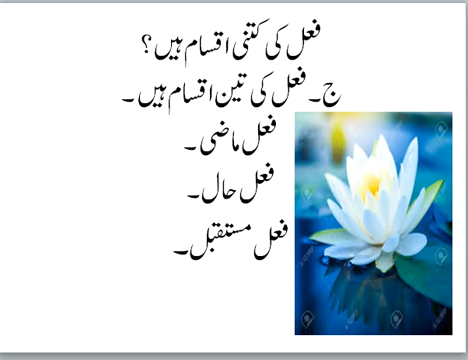 فعل کی کتنی اقسام ہیں؟
ج۔ فعل کی تین اقسام ہیں۔
فعل ماضی۔
فعل حال۔
فعل مستقبل۔